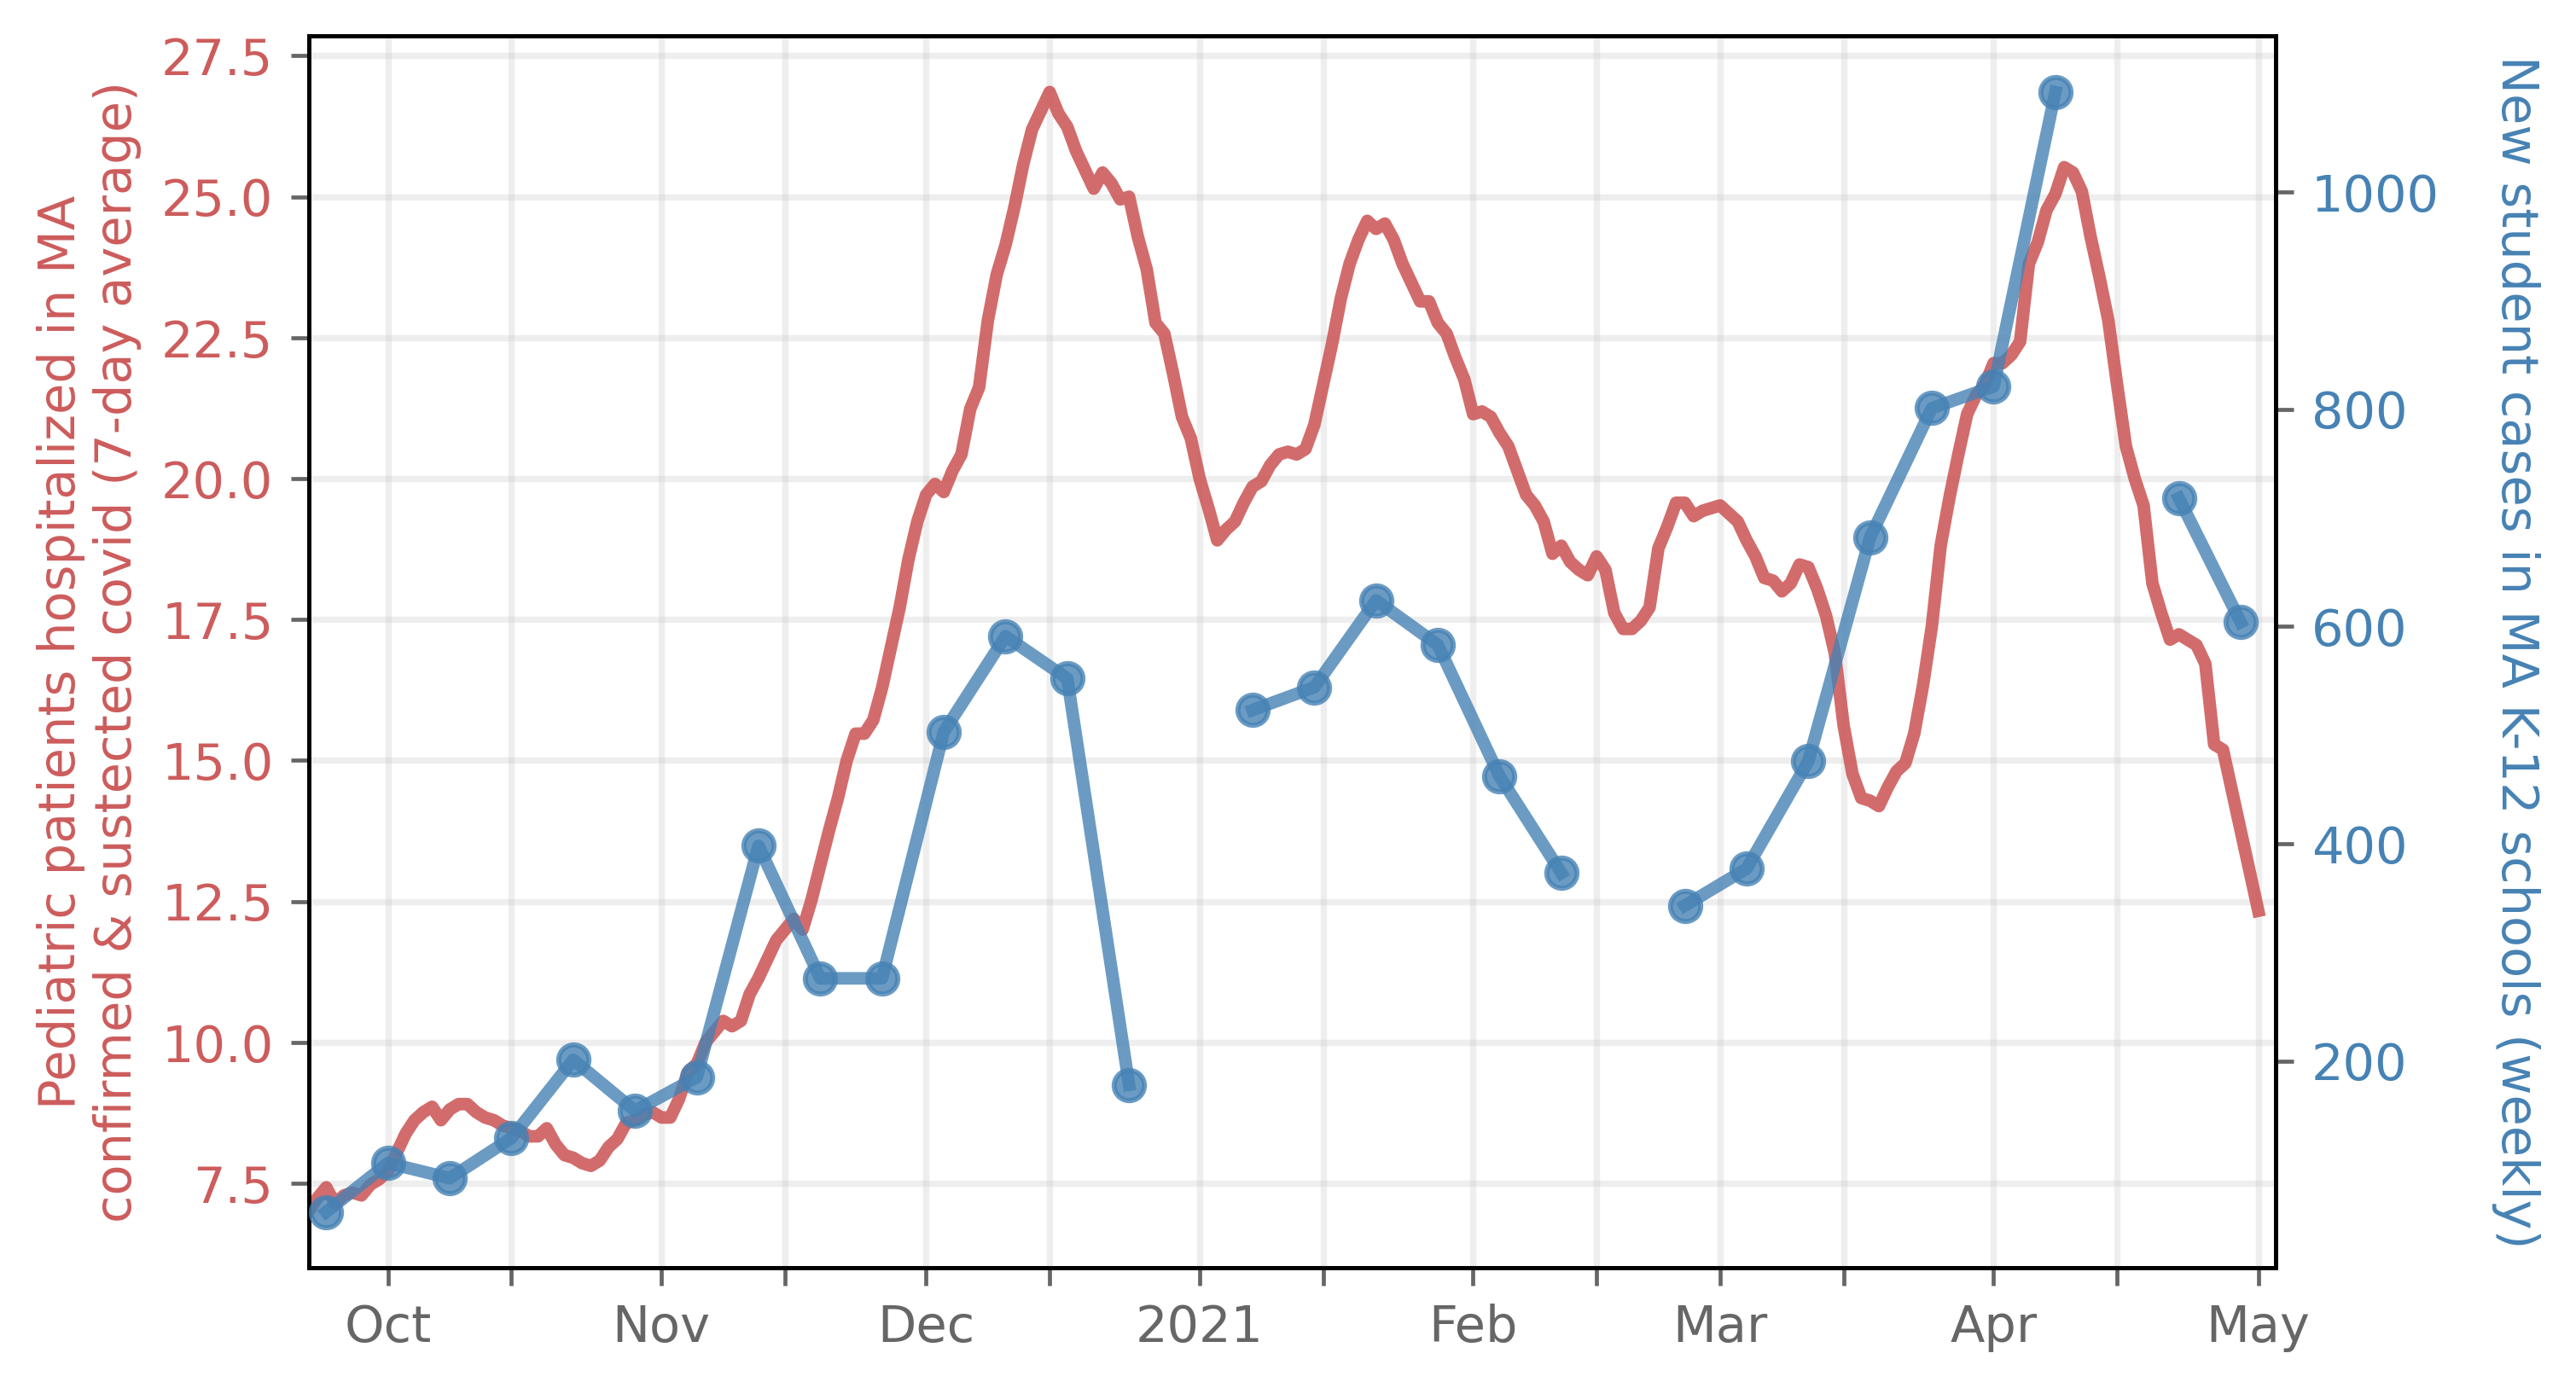 Pediatric patients hospitalized in MA
confirmed & sustected covid (7-day average)
27.5
25.0
22.5
20.0
17.5
15.0
12.5
10.0
7.5
Oct
Nov
Dec
2021
Feb
Mar
Apr
May
1000
800
600
400
200
New student cases in MA K-12 schools (weekly)